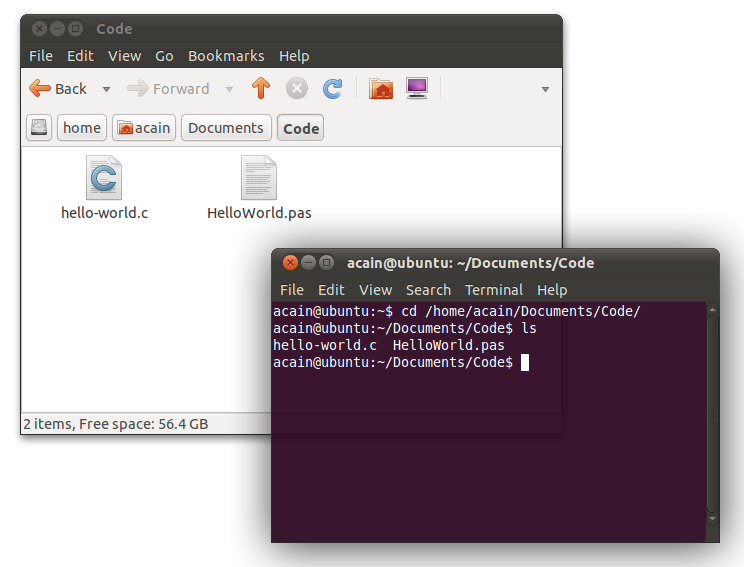 Code
File Edit View Go Bookmarks Help
Back Forward
home acain Documents Code
hello-world.c HelloWorld.pas
2 items, Free space: 56.4 GB
acain@ubuntu: ~/Documents/Code
File Edit View Search Terminal Help
acain@ubuntu:~$ cd /home/acain/Documents/Code/
acain@ubuntu:~/Documents/Code$ ls
hello-world.c  HelloWorld.pas
acain@ubuntu:~/Documents/Code$